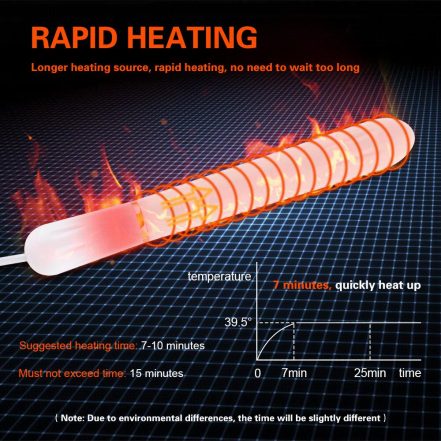 RAPID HEATING
Longer heating source, rapid heating, no need to wait too long
temperature
7 minutes, quickly heat up
39.5°
Suggested heating time: 7-10 minutes
Must not exceed time: 15 minutes
0 7min 25min time
( Note: Due to environmental differences, the time will be slightly different )